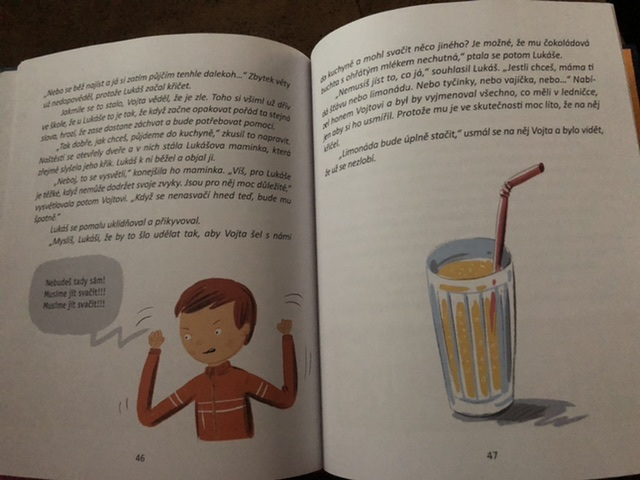 „Nebo se běž najíst a já si zatím půjčím tenhle dalekoh...“ Zbytek věty
už nedopověděl, protože Lukáš začal křičet.
Jakmile se to stalo, Vojta věděl, že je zle. Toho si všiml už dřív
ve škole, že u Lukáše to je tak, že když začne opakovat pořád ta stejná
slova, hrozí, že zase dostane záchvat a bude potřebovat pomoci.
„Tak dobře, jak chceš, půjdeme do kuchyně,“ zkusil to napravit.
Naštěstí se otevřely dveře a v nich stála Lukášova maminka, která
zřejmě slyšela jeho křik. Lukáš k ní běžel a objal ji.
„Neboj, to se vysvětlí,“ konejšila ho maminka. „Víš, pro Lukáše
je těžké, když nemůže dodržet svoje zvyky. Jsou pro něj moc důležité,“
vysvětlovala potom Vojtovi. „Když se nenasvačí hned teď, bude mu
špatně.“
Lukáš se pomalu uklidňoval a přikyvoval.
„Myslíš, Lukáši, že by to šlo udělat tak, aby Vojta šel s námi
Nebudeš tady sám!
Musíme jít svačit!!!
Musíme jít svačit!!!
46
do kuchyně a mohl svačit něco jiného? Je možné, že mu čokoládová
buchta s ohřátým mlékem nechutná,“ ptala se potom Lukáše.
„Nemusíš jíst to, co já,“ souhlasil Lukáš. „Jestli chceš, máma ti
dá šťávu nebo limonádu. Nebo tyčinky, nebo vajíčka, nebo...“ Nabí-
zel honem Vojtovi a byl by vyjmenoval všechno, co měli v ledničce,
jen aby si ho usmířil. Protože mu je ve skutečnosti moc líto, že na něj
křičel.
„Limonáda bude úplně stačit,“ usmál se na něj Vojta a bylo vidět,
že už se nezlobí.
47